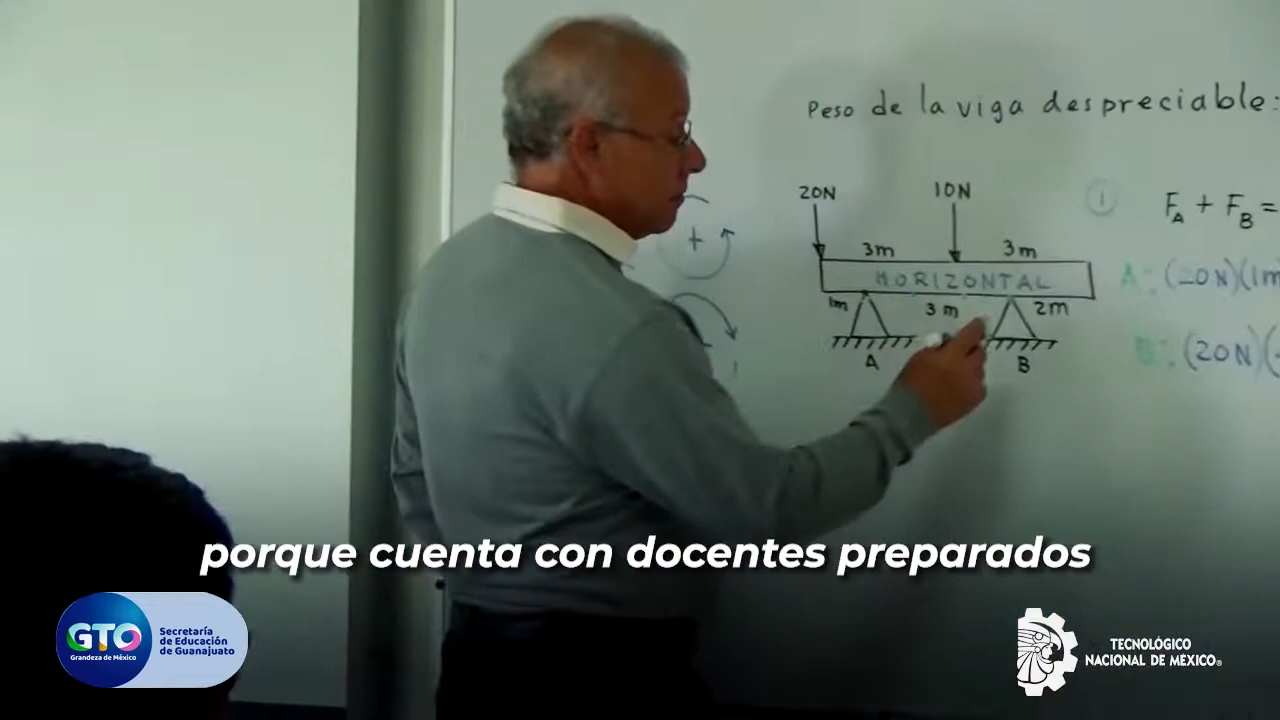 Peso de la viga despreciable:
20N
10N
3m
3m
HORIZONTAL
1m
3m
2m
A
B
+
1
F_A + F_B =
A: (20N)(1m
B: (20N)(
porque cuenta con docentes preparados
GTO
Grandeza de México
Secretaría
de Educación
de Guanajuato
TECNOLÓGICO
NACIONAL DE MÉXICO®